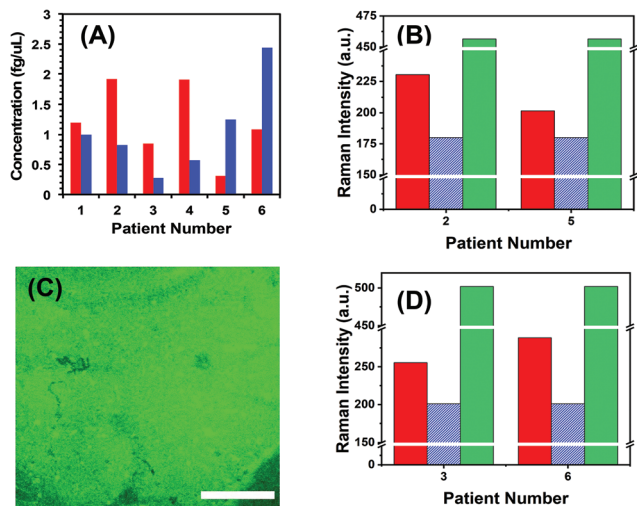 (A)
Concentration (fg/uL)
3
2.5
2
1.5
1
0.5
0
1 2 3 4 5 6
Patient Number
(B)
Raman Intensity (a.u.)
475
450
225
200
175
150
0
2 5
Patient Number
(C)
(D)
Raman Intensity (a.u.)
500
450
250
200
150
0
3 6
Patient Number